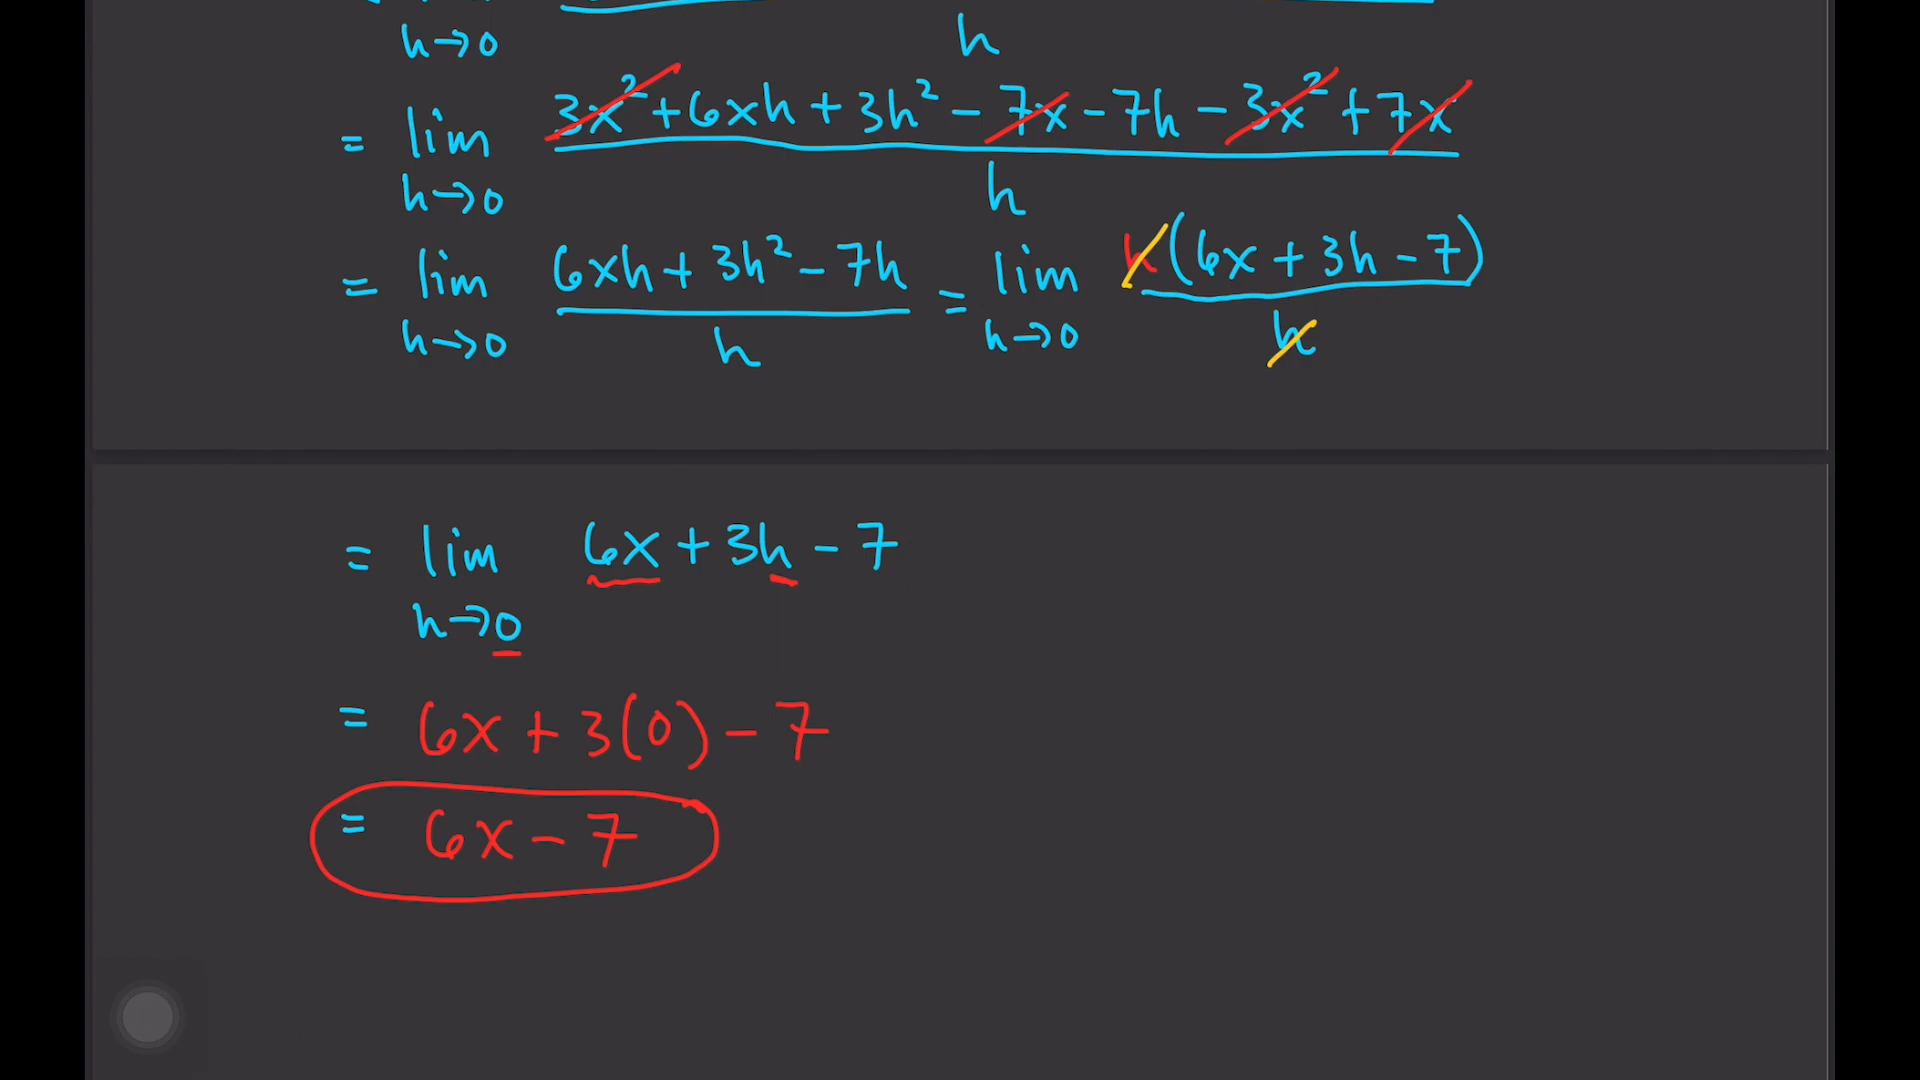 h→0 h
= lim 3x²+6xh+3h²-7x-7h-3x²+7x
h→0 h
= lim 6xh+3h²-7h = lim h(6x+3h-7)
h→0 h h→0 h
= lim 6x+3h-7
h→0
= 6x+3(0)-7
= 6x-7